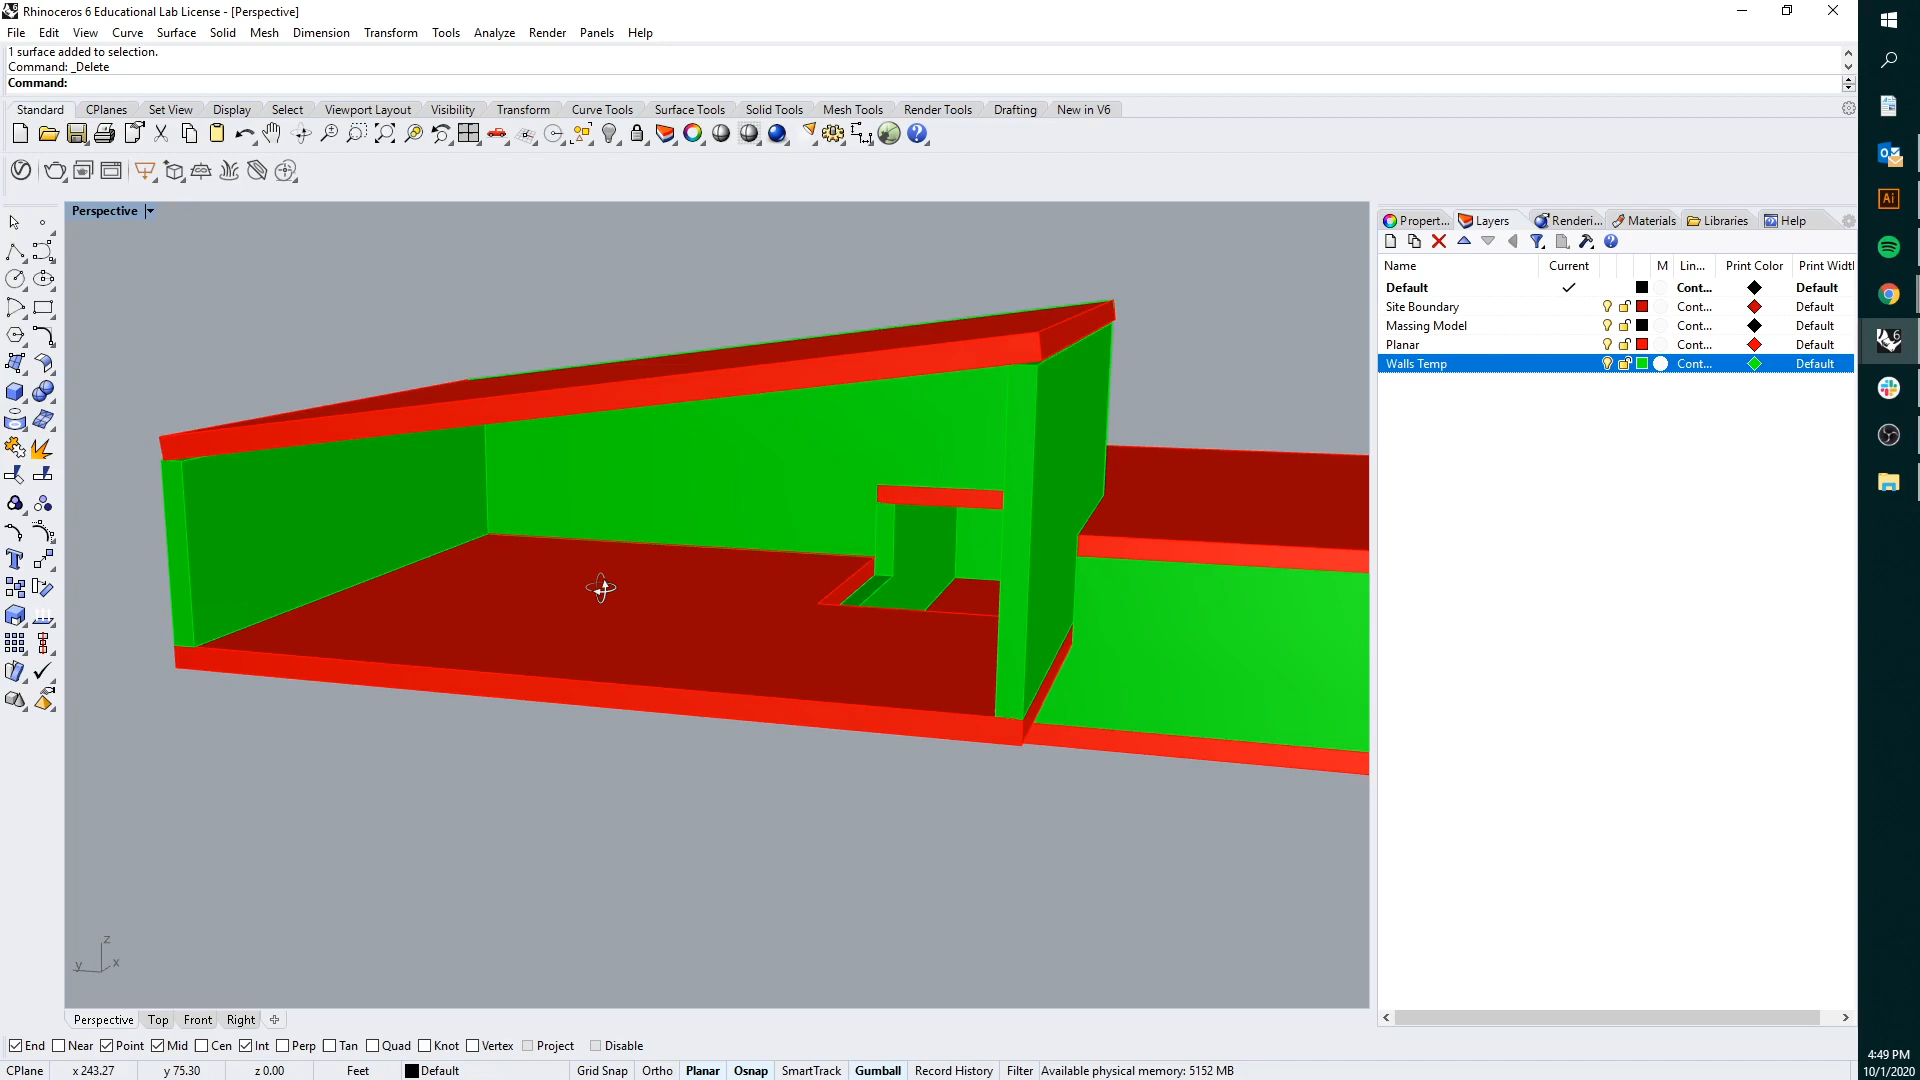 Rhinoceros 6 Educational Lab License - [Perspective]
File Edit View Curve Surface Solid Mesh Dimension Transform Tools Analyze Render Panels Help
1 surface added to selection.
Command: _Delete
Command:
Standard CPlanes Set View Display Select Viewport Layout Visibility Transform Curve Tools Surface Tools Solid Tools Mesh Tools Render Tools Drafting New in V6
Perspective
Propert... Layers Renderi... Materials Libraries Help
Name Current M Lin... Print Color Print Widt
Default Cont... Default
Site Boundary Cont... Default
Massing Model Cont... Default
Planar Cont... Default
Walls Temp Cont... Default
z
y x
Perspective Top Front Right
End Near Point Mid Cen Int Perp Tan Quad Knot Vertex Project Disable
CPlane x 243.27 y 75.30 z 0.00 Feet Default Grid Snap Ortho Planar Osnap SmartTrack Gumball Record History Filter Available physical memory: 5152 MB
Ai
6
4:49 PM
10/1/2020